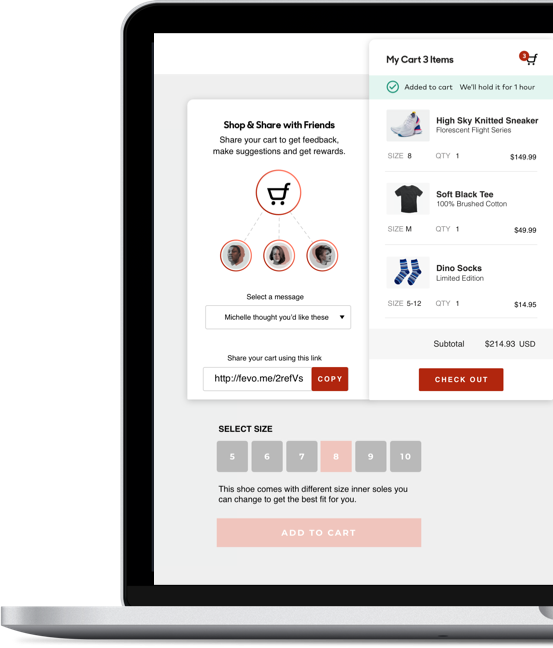 My Cart 3 Items
3
Added to cart We'll hold it for 1 hour
Shop & Share with Friends
Share your cart to get feedback,
make suggestions and get rewards.
Select a message
Michelle thought you'd like these
Share your cart using this link
http://fevo.me/2refVs COPY
High Sky Knitted Sneaker
Florescent Flight Series
SIZE 8 QTY 1 $149.99
Soft Black Tee
100% Brushed Cotton
SIZE M QTY 1 $49.99
Dino Socks
Limited Edition
SIZE 5-12 QTY 1 $14.95
Subtotal $214.93 USD
CHECK OUT
SELECT SIZE
5 6 7 8 9 10
This shoe comes with different size inner soles you
can change to get the best fit for you.
ADD TO CART